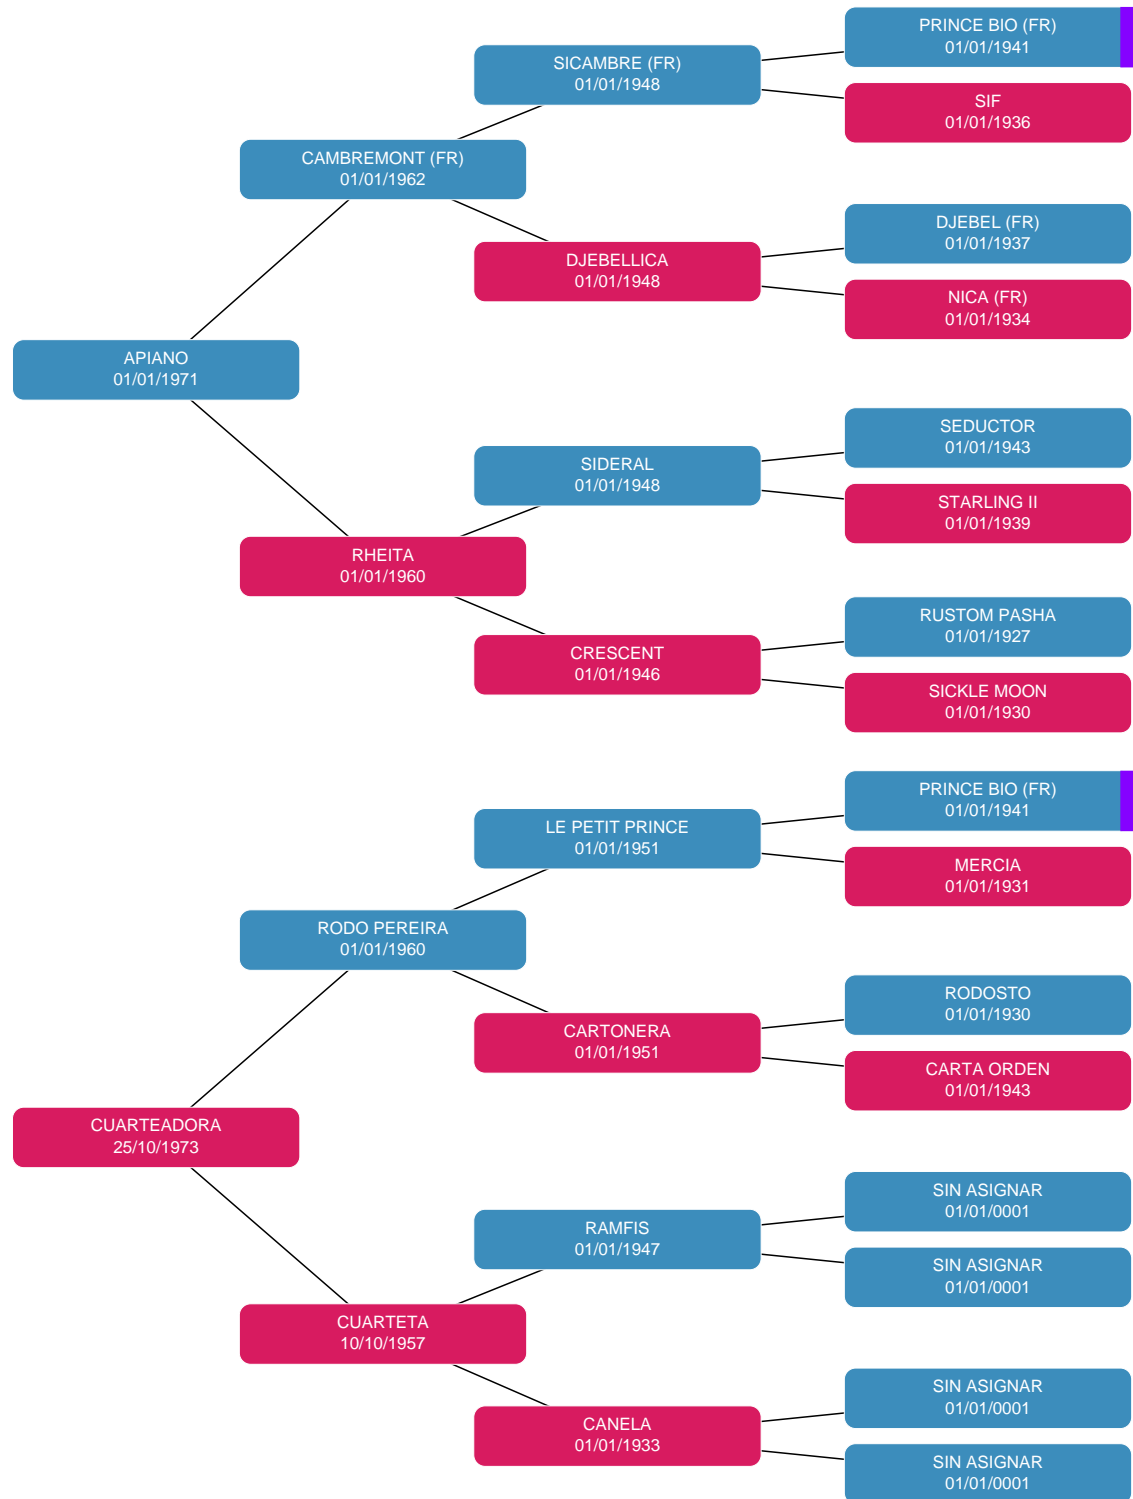 PRINCE BIO (FR)
01/01/1941
SICAMBRE (FR)
01/01/1948
SIF
01/01/1936
CAMBREMONT (FR)
01/01/1962
DJEBEL (FR)
01/01/1937
DJEBELLICA
01/01/1948
NICA (FR)
01/01/1934
APIANO
01/01/1971
SEDUCTOR
01/01/1943
SIDERAL
01/01/1948
STARLING II
01/01/1939
RHEITA
01/01/1960
RUSTOM PASHA
01/01/1927
CRESCENT
01/01/1946
SICKLE MOON
01/01/1930
PRINCE BIO (FR)
01/01/1941
LE PETIT PRINCE
01/01/1951
MERCIA
01/01/1931
RODO PEREIRA
01/01/1960
RODOSTO
01/01/1930
CARTONERA
01/01/1951
CARTA ORDEN
01/01/1943
CUARTEADORA
25/10/1973
SIN ASIGNAR
01/01/0001
RAMFIS
01/01/1947
SIN ASIGNAR
01/01/0001
CUARTETA
10/10/1957
SIN ASIGNAR
01/01/0001
CANELA
01/01/1933
SIN ASIGNAR
01/01/0001